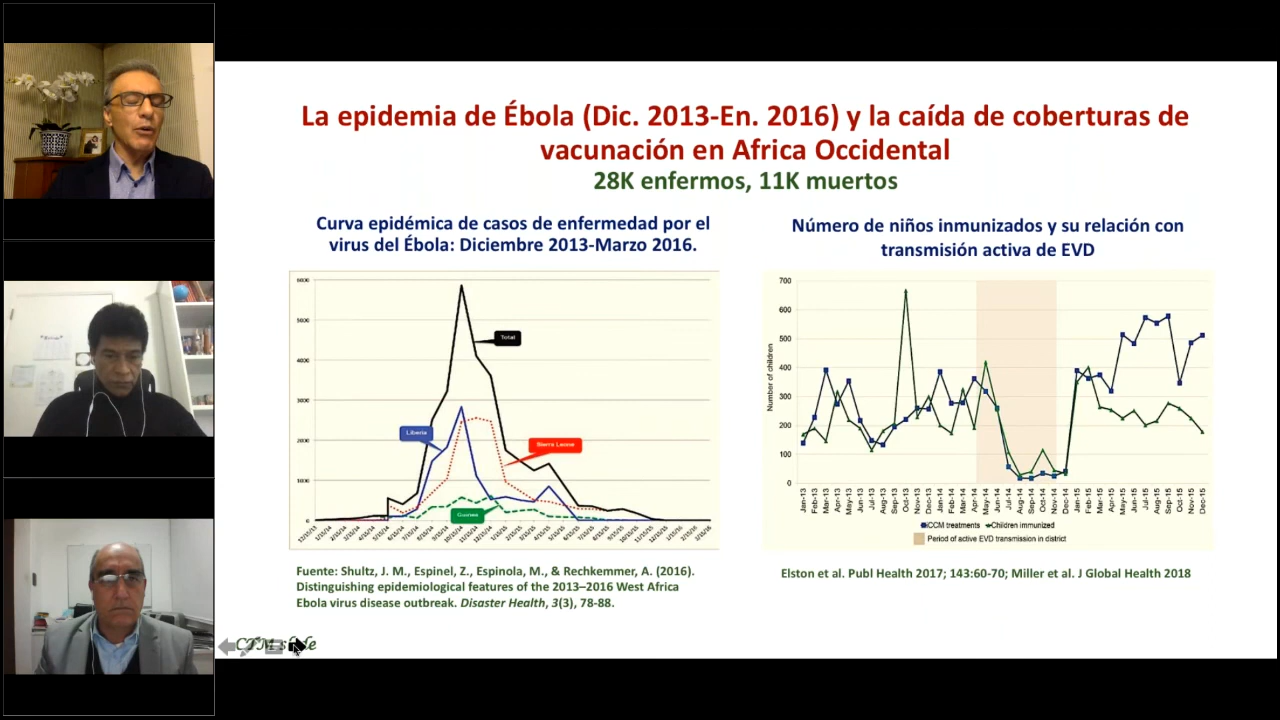 La epidemia de Ébola (Dic. 2013-En. 2016) y la caída de coberturas de
vacunación en Africa Occidental
28K enfermos, 11K muertos
Curva epidémica de casos de enfermedad por el
virus del Ébola: Diciembre 2013-Marzo 2016.
Total
Liberia
Sierra Leone
Guinea
Fuente: Shultz, J. M., Espinel, Z., Espinola, M., & Rechkemmer, A. (2016).
Distinguishing epidemiological features of the 2013–2016 West Africa
Ebola virus disease outbreak. Disaster Health, 3(3), 78-88.
Número de niños inmunizados y su relación con
transmisión activa de EVD
700
600
500
400
300
200
100
0
Number of children
Jan-13 Feb-13 Mar-13 Apr-13 May-13 Jun-13 Jul-13 Aug-13 Sep-13 Oct-13 Nov-13 Dec-13 Jan-14 Feb-14 Mar-14 Apr-14 May-14 Jun-14 Jul-14 Aug-14 Sep-14 Oct-14 Nov-14 Dec-14 Jan-15 Feb-15 Mar-15 Apr-15 May-15 Jun-15 Jul-15 Aug-15 Sep-15 Oct-15 Nov-15 Dec-15
iCCM treatments Children immunized
Period of active EVD transmission in district
Elston et al. Publ Health 2017; 143:60-70; Miller et al. J Global Health 2018